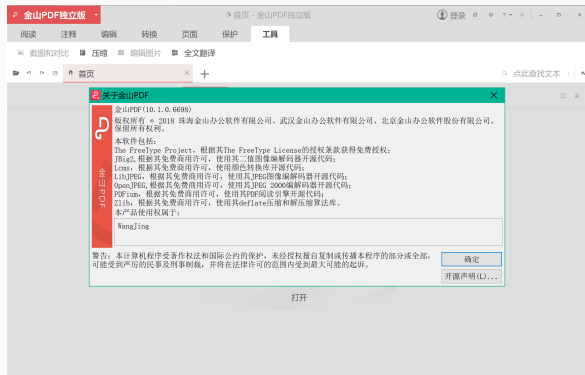 金山PDF独立版
首页 - 金山PDF独立版
登录
阅读 注释 编辑 转换 页面 保护 工具
截图和对比 压缩 编辑图片 全文翻译
首页
点此查找文本
关于金山PDF
金山PDF(10.1.0.6698)
版权所有 © 2018 珠海金山办公软件有限公司、武汉金山办公软件有限公司、北京金山办公软件股份有限公司。
保留所有权利。
本软件包括:
The FreeType Project, 根据其The FreeType License的授权条款获得免费授权;
JBig2,根据其免费商用许可, 使用其二值图像编解码器开源代码;
Lcms, 根据其免费商用许可, 使用颜色转换库开源代码;
LibJPEG, 根据其免费商用许可, 使用其JPEG图像编解码器开源代码;
OpenJPEG,根据其免费商用许可, 使用其JPEG 2000编解码器开源代码;
PDFium, 根据其免费商用许可, 使用其PDF阅读引擎开源代码;
Zlib, 根据其免费商用许可, 使用其deflate压缩和解压缩算法库。
本产品使用权属于:
金山PDF
WangJing
警告: 本计算机程序受著作权法和国际公约的保护, 未经授权擅自复制或传播本程序的部分或全部,
可能受到严厉的民事及刑事制裁, 并将在法律许可的范围内受到最大可能的起诉。
确定
开源声明(L)...
打开